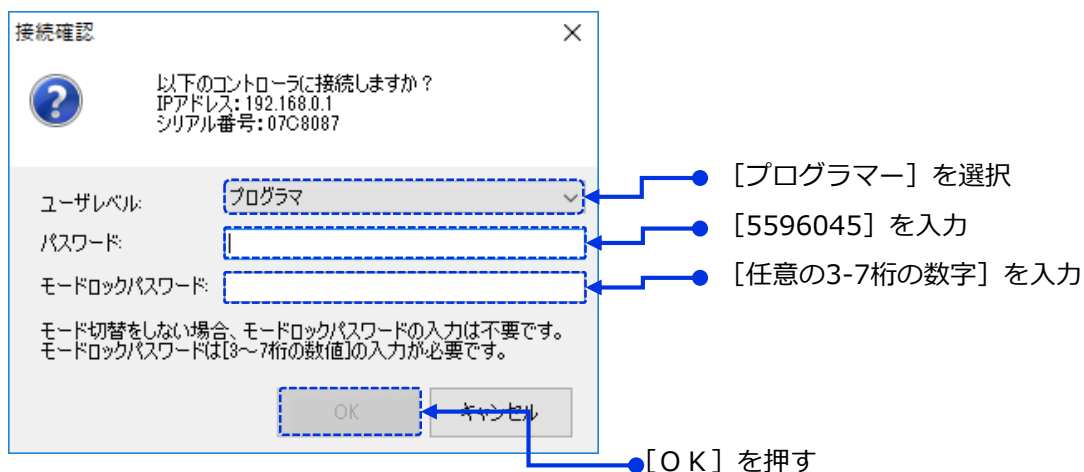 接続確認
以下のコントローラに接続しますか？
IPアドレス：192.168.0.1
シリアル番号：07C8087
ユーザレベル:
プログラマ
［プログラマー］を選択
パスワード:
［5596045］を入力
モードロックパスワード:
［任意の3-7桁の数字］を入力
モード切替をしない場合、モードロックパスワードの入力は不要です。
モードロックパスワードは[3～7桁の数値]の入力が必要です。
OK
キャンセル
［ＯＫ］を押す